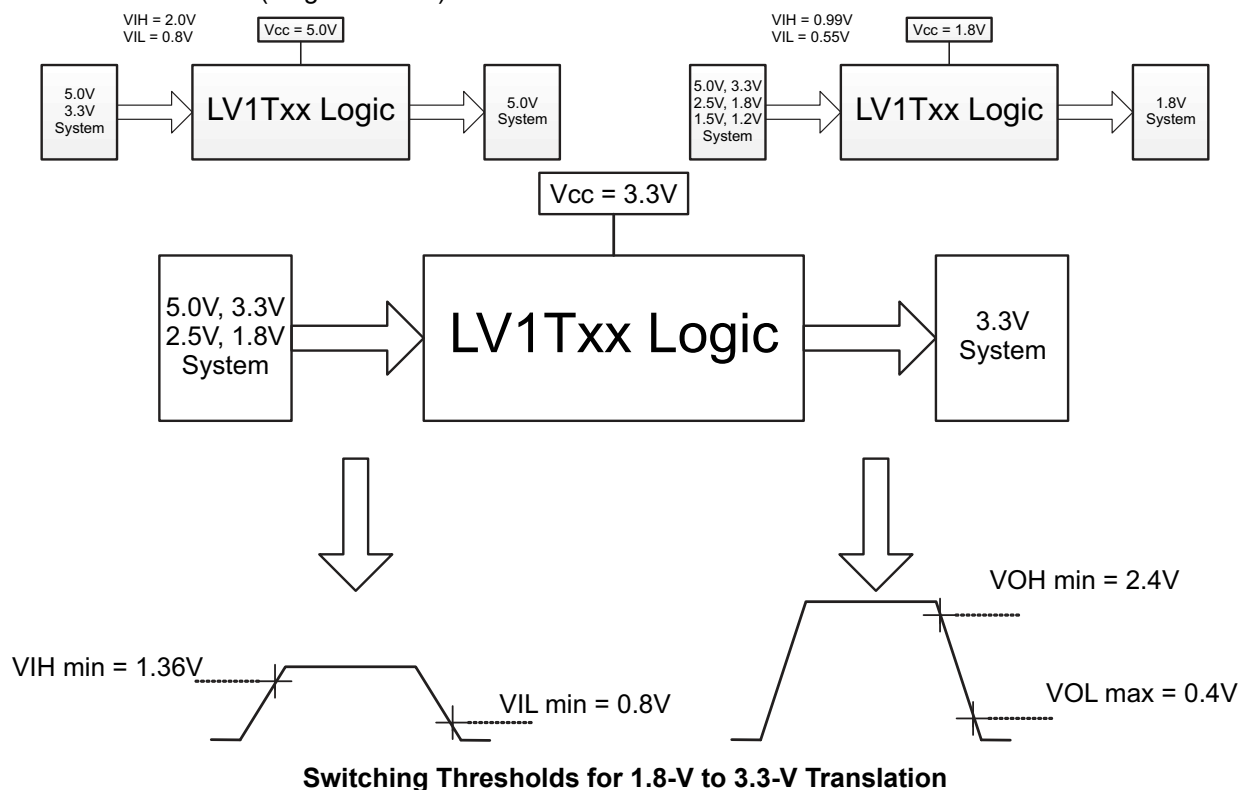 VIH = 2.0V
VIL = 0.8V
Vcc = 5.0V
5.0V
3.3V
System
LV1Txx Logic
5.0V
System
VIH = 0.99V
VIL = 0.55V
Vcc = 1.8V
5.0V, 3.3V
2.5V, 1.8V
1.5V, 1.2V
System
LV1Txx Logic
1.8V
System
Vcc = 3.3V
5.0V, 3.3V
2.5V, 1.8V
System
LV1Txx Logic
3.3V
System
VIH min = 1.36V
VIL min = 0.8V
VOH min = 2.4V
VOL max = 0.4V
Switching Thresholds for 1.8-V to 3.3-V Translation